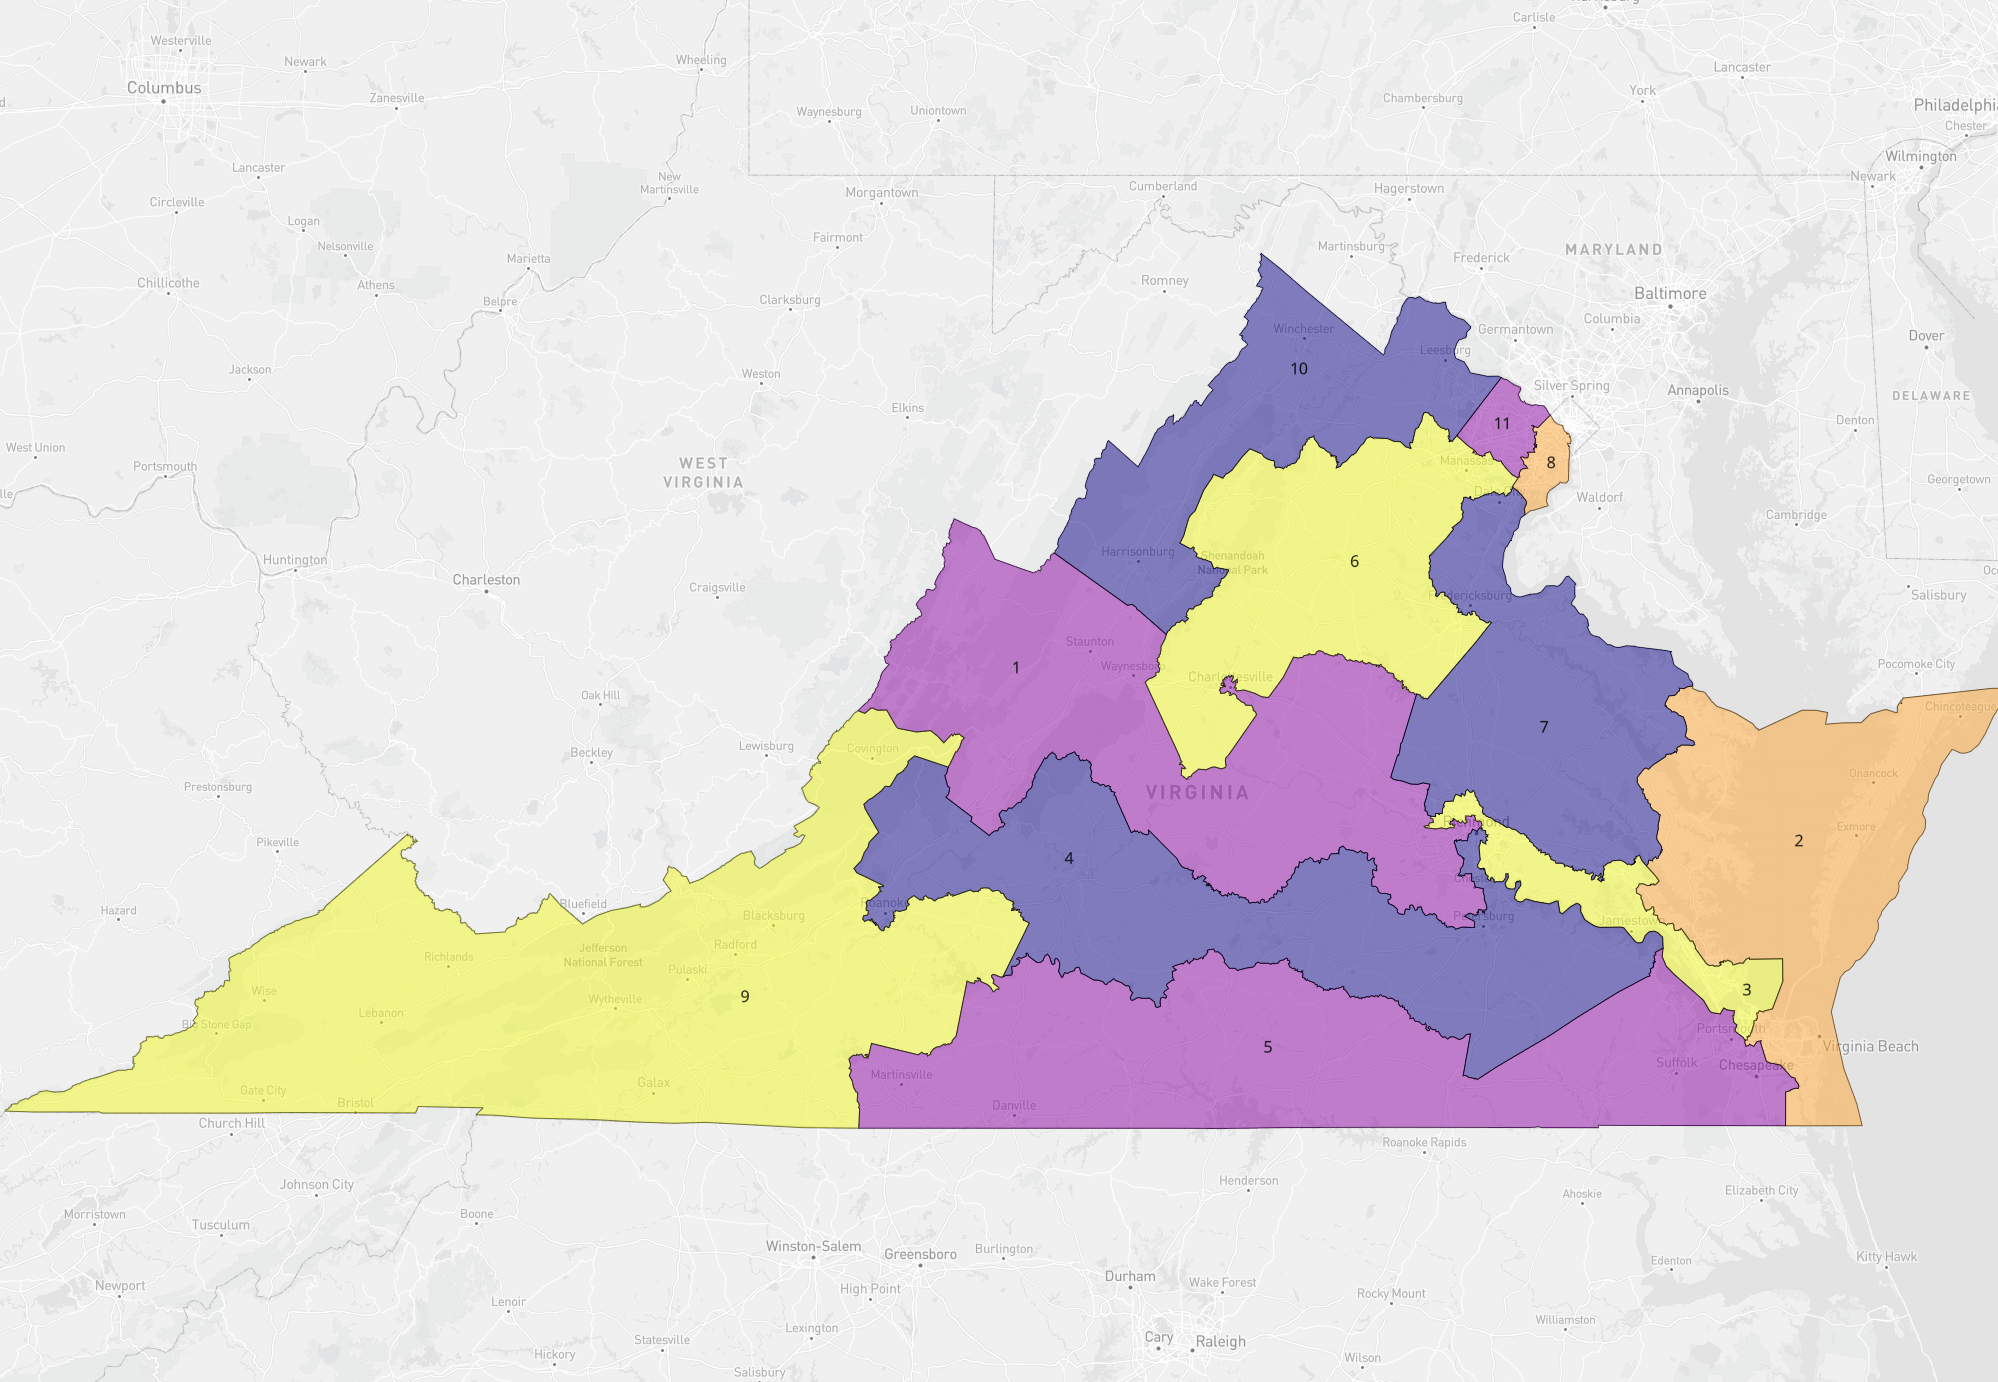 Carlisle
Westerville
Newark
Wheeling
Lancaster
Columbus
Zanesville
Waynesburg
Uniontown
Chambersburg
York
Philadelphia
Chester
Lancaster
New
Martinsville
Morgantown
Cumberland
Hagerstown
Wilmington
Newark
Circleville
Logan
Nelsonville
Fairmont
Martinsburg
Frederick
MARYLAND
Marietta
Chillicothe
Athens
Belpre
Clarksburg
Romney
Baltimore
Columbia
Germantown
Winchester
Leesburg
Dover
Jackson
Weston
10
Silver Spring
Annapolis
DELAWARE
Elkins
11
Denton
West Union
Portsmouth
WEST
VIRGINIA
Manassas
8
Dale City
Waldorf
Georgetown
Cambridge
Huntington
Charleston
Craigsville
Harrisonburg
Shenandoah
National Park
6
Fredericksburg
Salisbury
Staunton
Waynesboro
1
Charlottesville
Pocomoke City
Oak Hill
Chincoteague
Beckley
Lewisburg
Covington
7
Prestonsburg
VIRGINIA
Onancock
Pikeville
Richmond
Exmore
2
4
Hazard
Bluefield
Blacksburg
Roanoke
Petersburg
Jamestown
Richlands
Jefferson
National Forest
Radford
Pulaski
Wise
Wytheville
9
3
Lebanon
Big Stone Gap
5
Portsmouth
Virginia Beach
Martinsville
Suffolk
Chesapeake
Galax
Gate City
Bristol
Danville
Church Hill
Roanoke Rapids
Johnson City
Henderson
Ahoskie
Elizabeth City
Morristown
Tusculum
Boone
Winston-Salem
Greensboro
Burlington
Edenton
Kitty Hawk
Newport
High Point
Durham
Wake Forest
Rocky Mount
Lenoir
Lexington
Williamston
Statesville
Cary
Raleigh
Hickory
Salisbury
Wilson